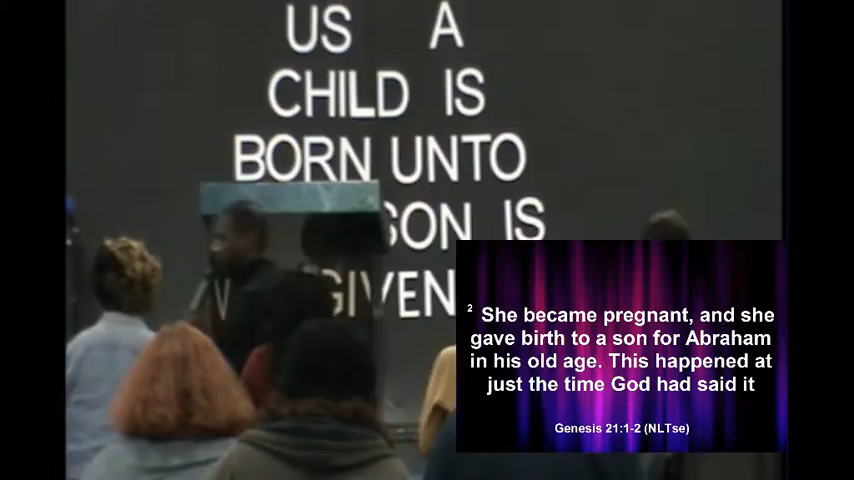 US A
CHILD IS
BORN UNTO
SON IS
GIVEN
2 She became pregnant, and she
gave birth to a son for Abraham
in his old age. This happened at
just the time God had said it
Genesis 21:1-2 (NLTse)